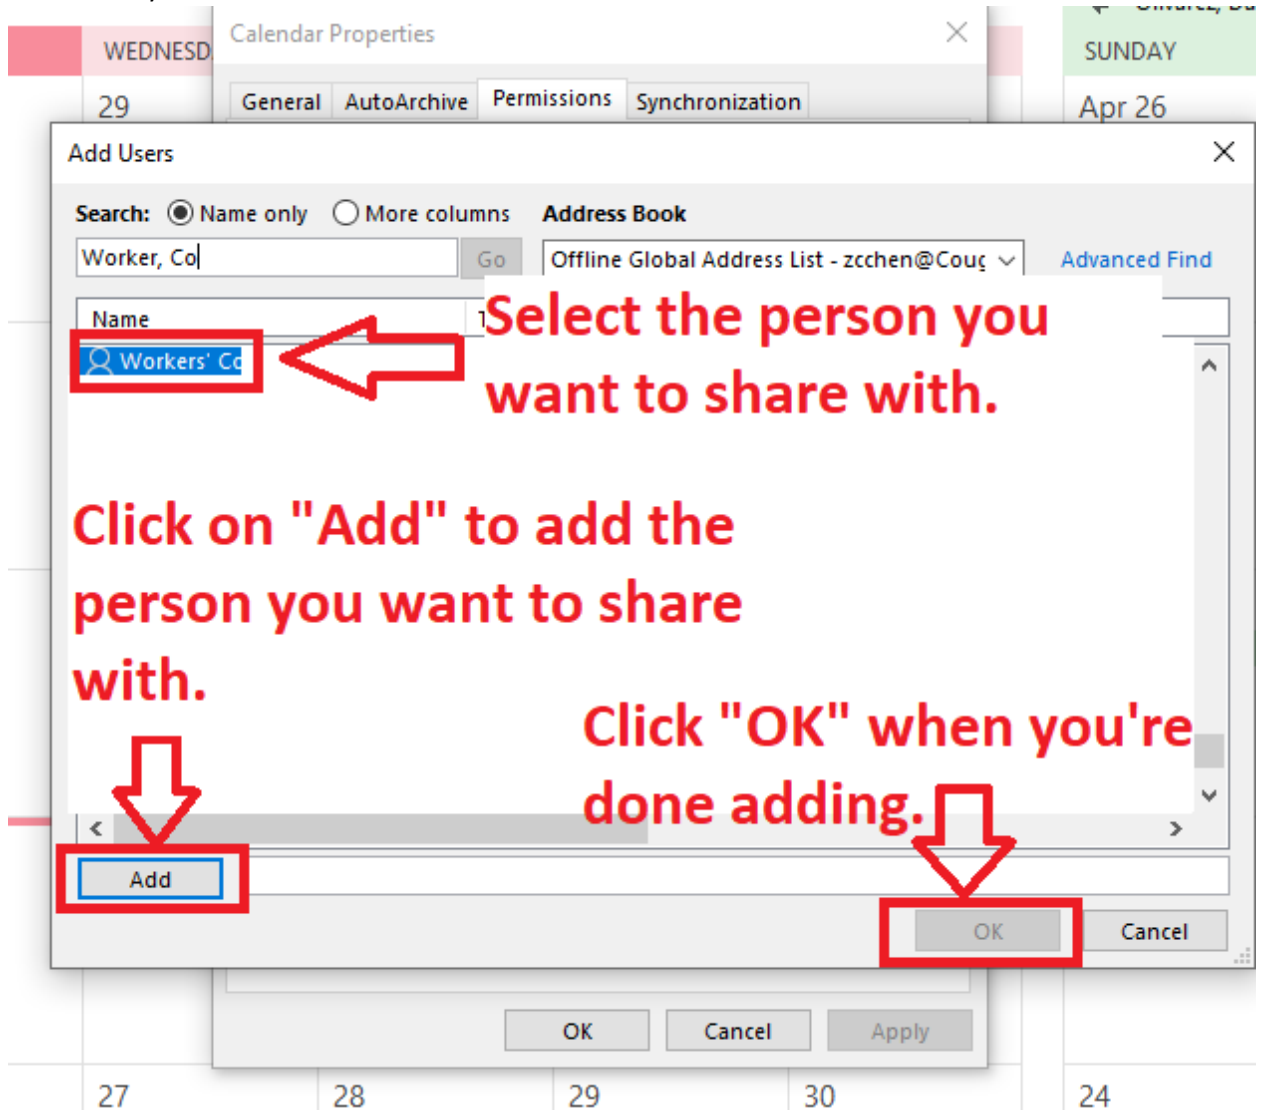 Calendar Properties
WEDNESD
SUNDAY
29
General AutoArchive Permissions Synchronization
Apr 26
Add Users
Search: Name only More columns Address Book
Worker, Co Go Offline Global Address List - zcchen@Coug Advanced Find
Name
Select the person you
Workers' Co
want to share with.
Click on "Add" to add the
person you want to share
with.
Click "OK" when you're
done adding.
Add
OK Cancel
OK Cancel Apply
27 28 29 30 24